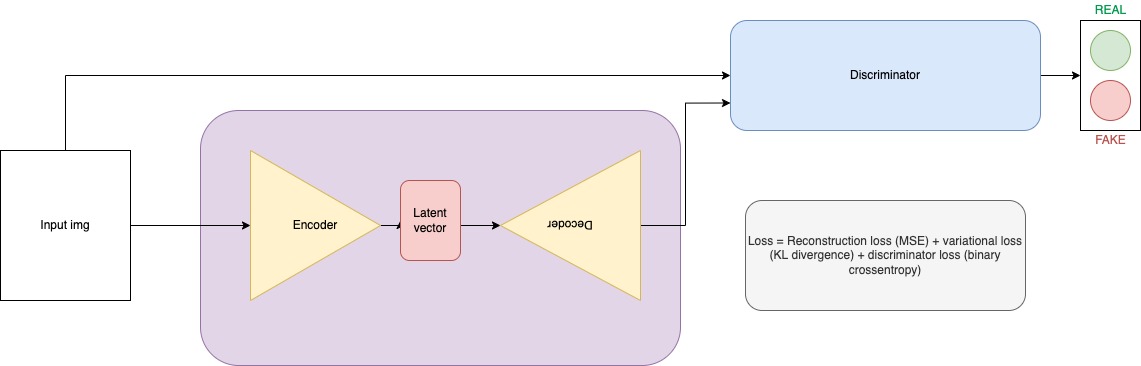 REAL
Discriminator
FAKE
Input img
Encoder
Latent
vector
Decoder
Loss = Reconstruction loss (MSE) + variational loss
(KL divergence) + discriminator loss (binary
crossentropy)